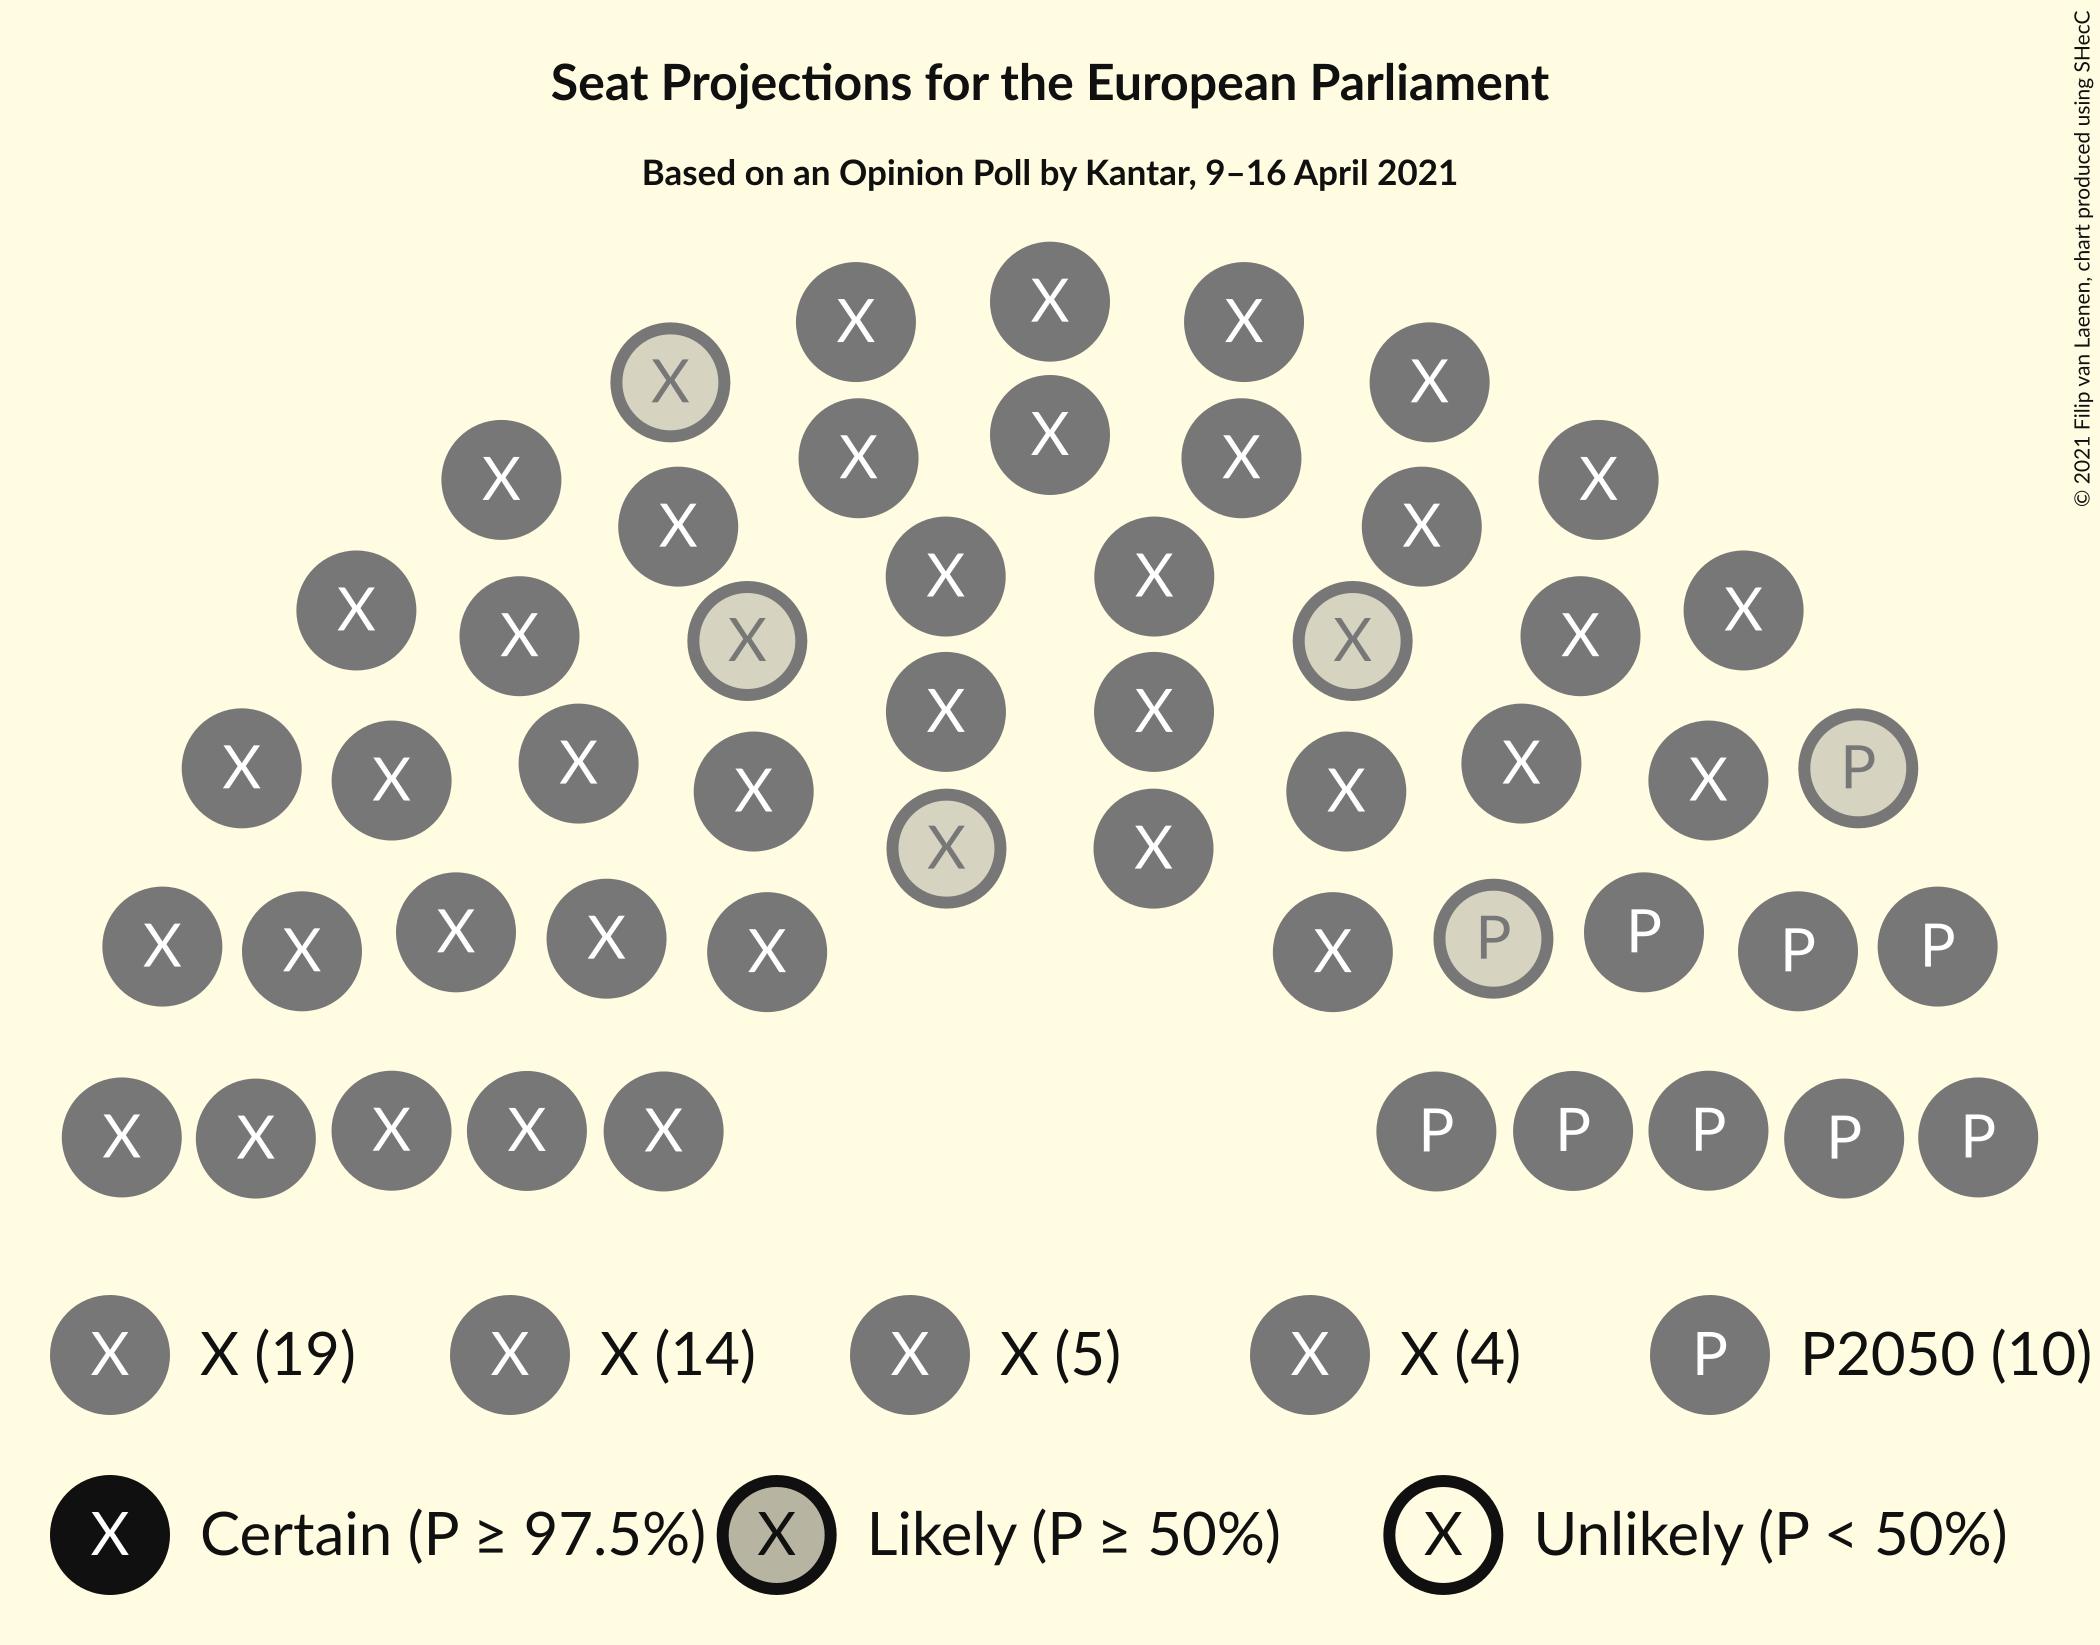 Seat Projections for the European Parliament
Based on an Opinion Poll by Kantar, 9–16 April 2021
© 2021 Filip van Laenen, chart produced using SHecC
X
X X
X X
X X
X
X X
X X
X X
X X
X X
X X
X X
X X
X X
X X
X X X P
X X X X
X X
X P P
X P
X X X P P P
X X X X X P P P P P
X X (19) X X (14) X X (5) X X (4) P P2050 (10)
X Certain (P ≥ 97.5%) X Likely (P ≥ 50%) X Unlikely (P < 50%)